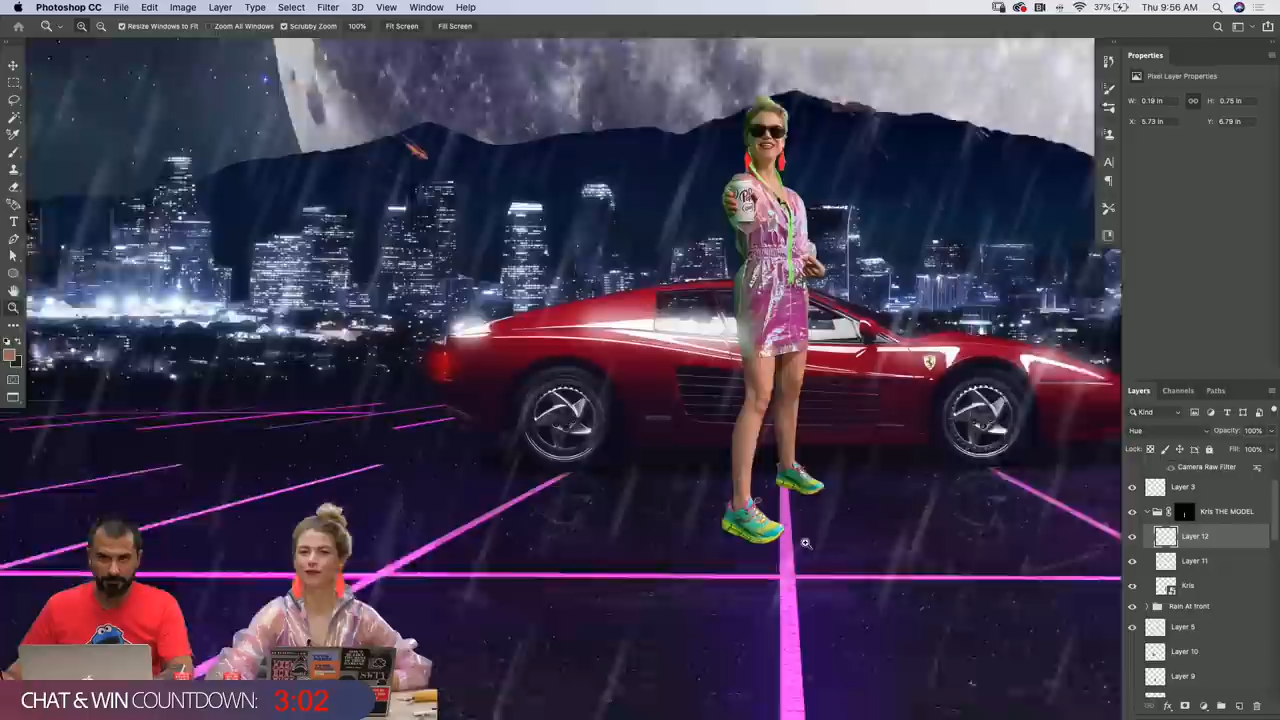 Photoshop CC File Edit Image Layer Type Select Filter 3D View Window Help
37% Thu 9:56 AM
Resize Windows to Fit Zoom All Windows Scrubby Zoom 100% Fit Screen Fill Screen
Properties
Pixel Layer Properties
W: 0.19 in H: 0.75 in
X: 5.73 in Y: 6.79 in
Layers Channels Paths
Kind
Hue Opacity: 100%
Lock: Fill: 100%
Camera Raw Filter
Layer 3
Kris THE MODEL
Layer 12
Layer 11
Kris
Rain At front
Layer 5
Layer 10
Layer 9
CHAT & WIN COUNTDOWN: 3:02